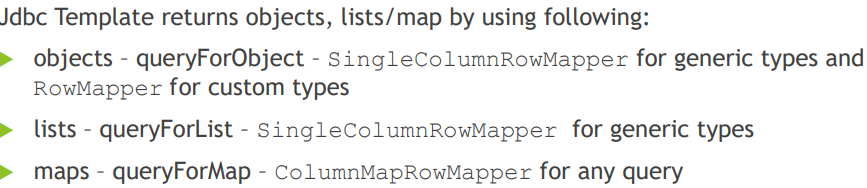 Jdbc Template returns objects, lists/map by using following:
objects - queryForObject - SingleColumnRowMapper for generic types and
RowMapper for custom types
lists - queryForList - SingleColumnRowMapper for generic types
maps - queryForMap - ColumnMapRowMapper for any query